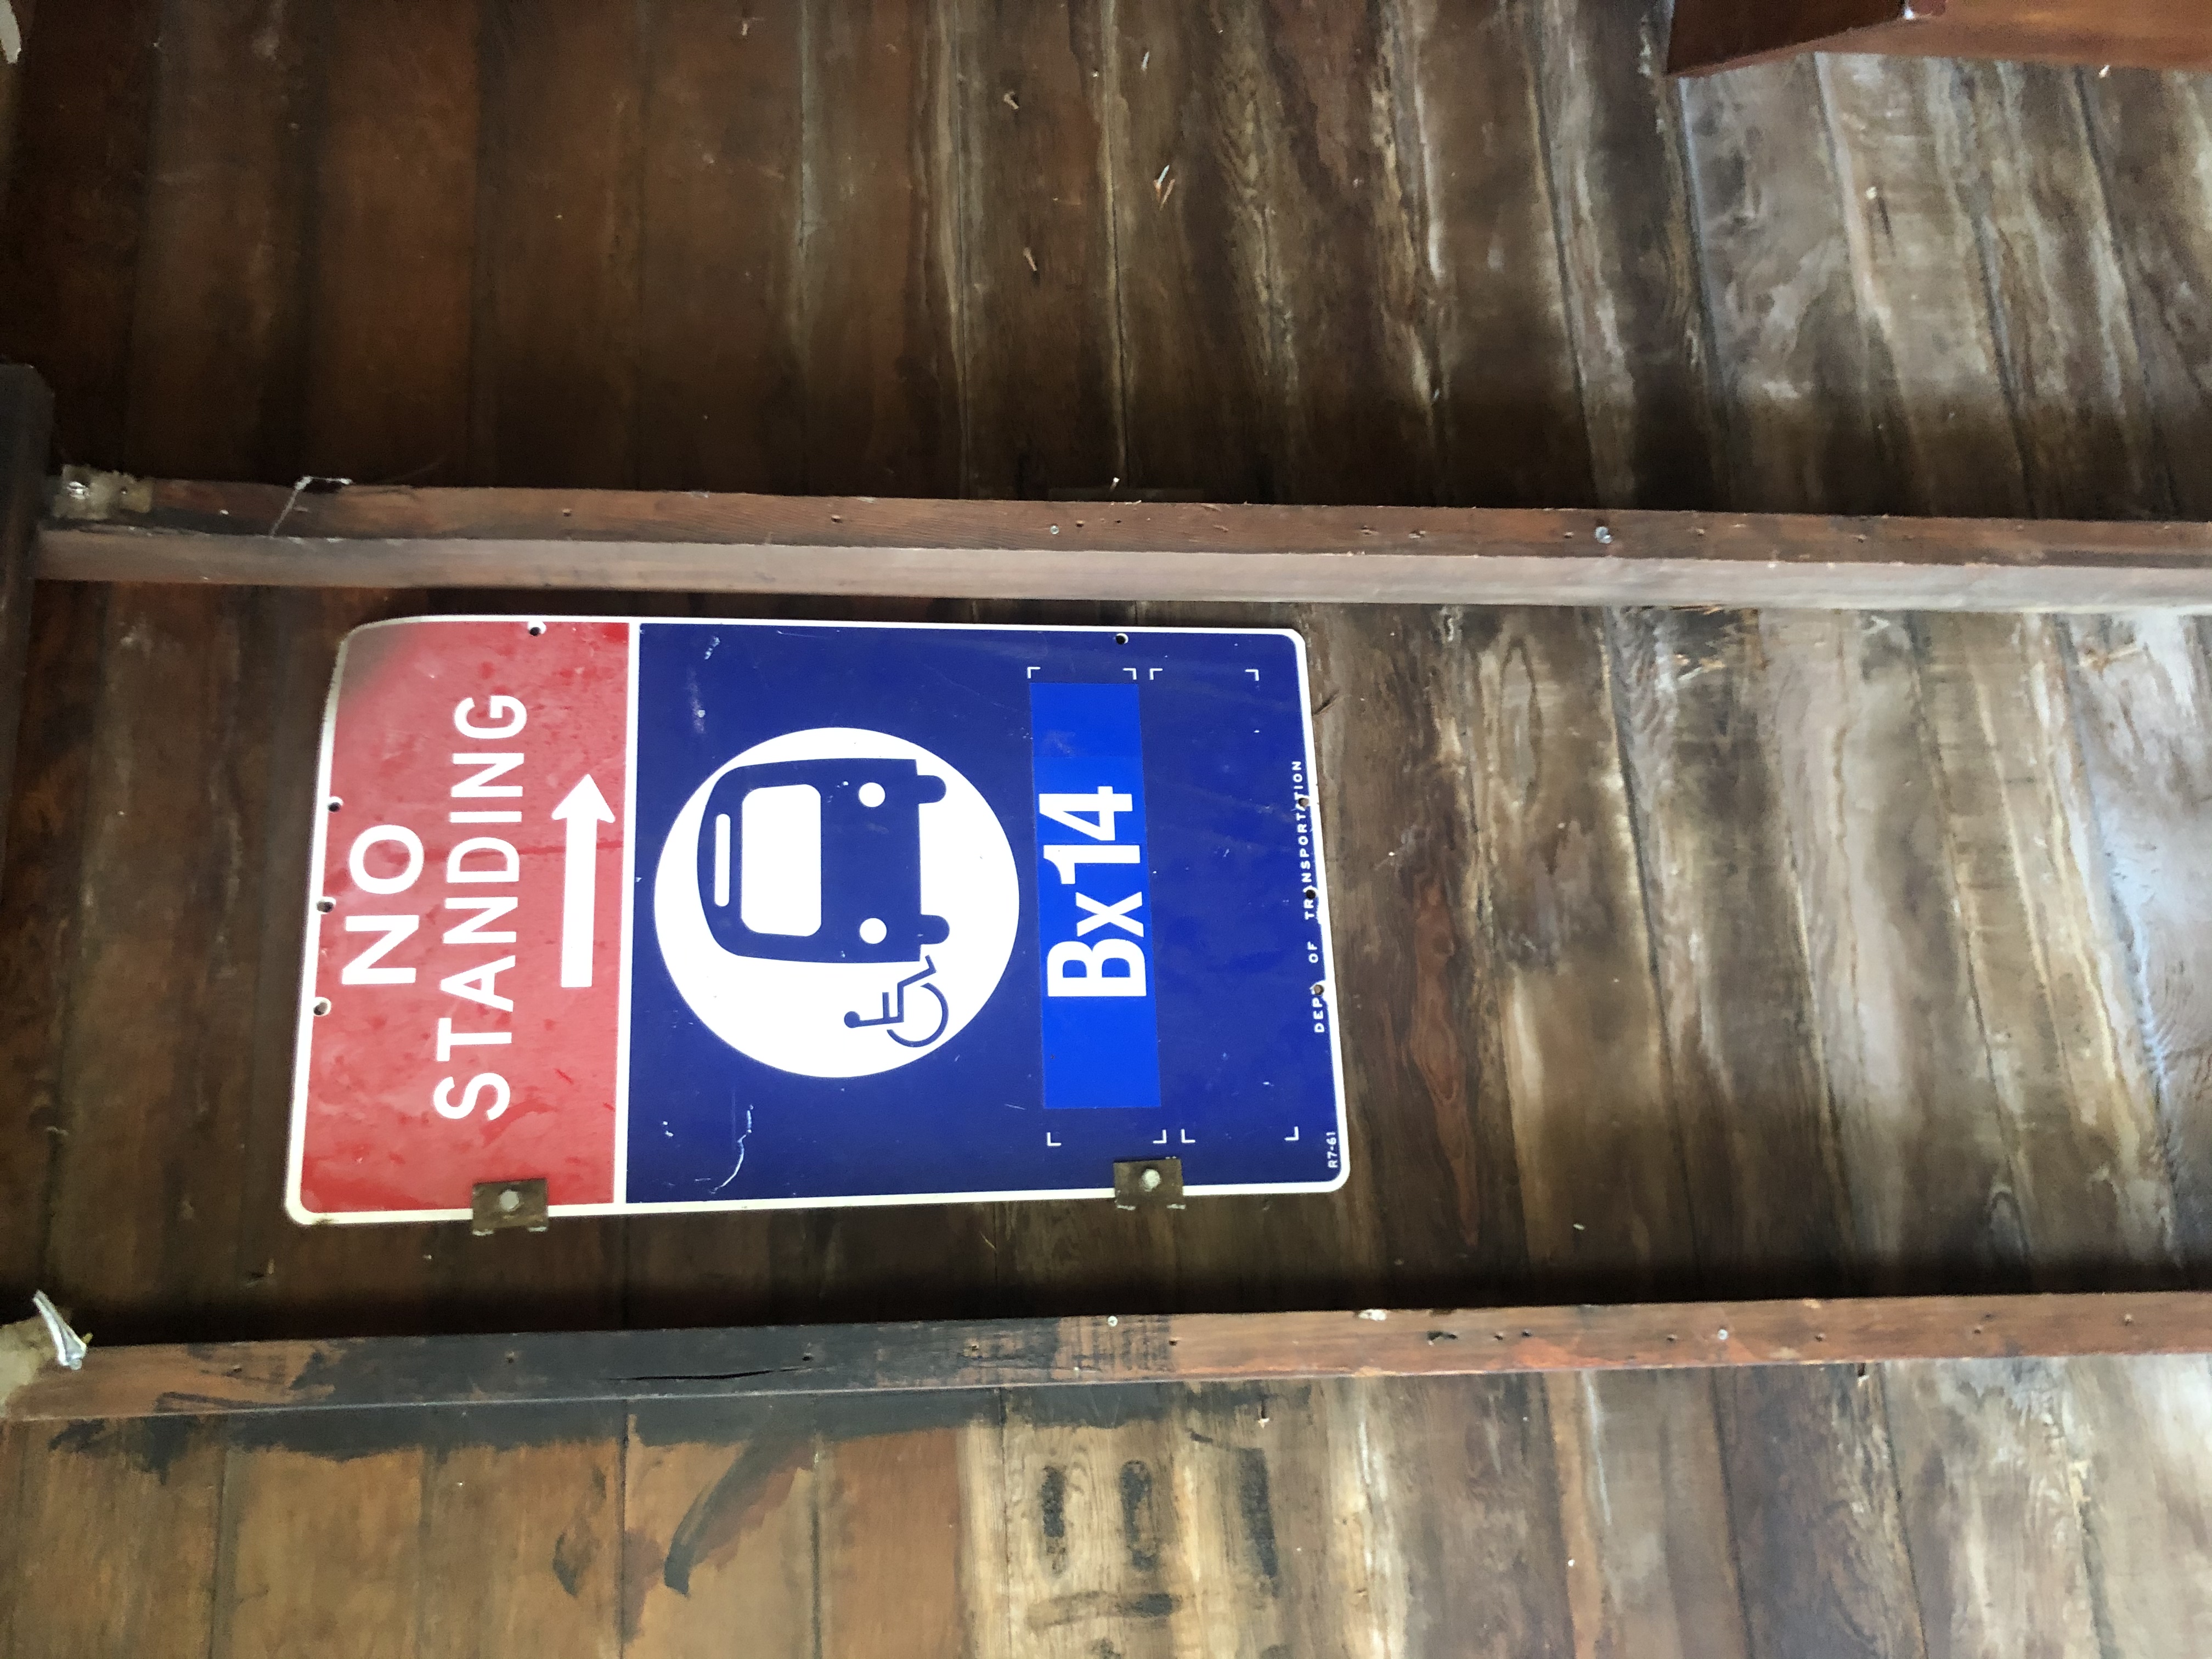 NO
STANDING
Bx14
DEPT OF TRANSPORTATION
R7-61